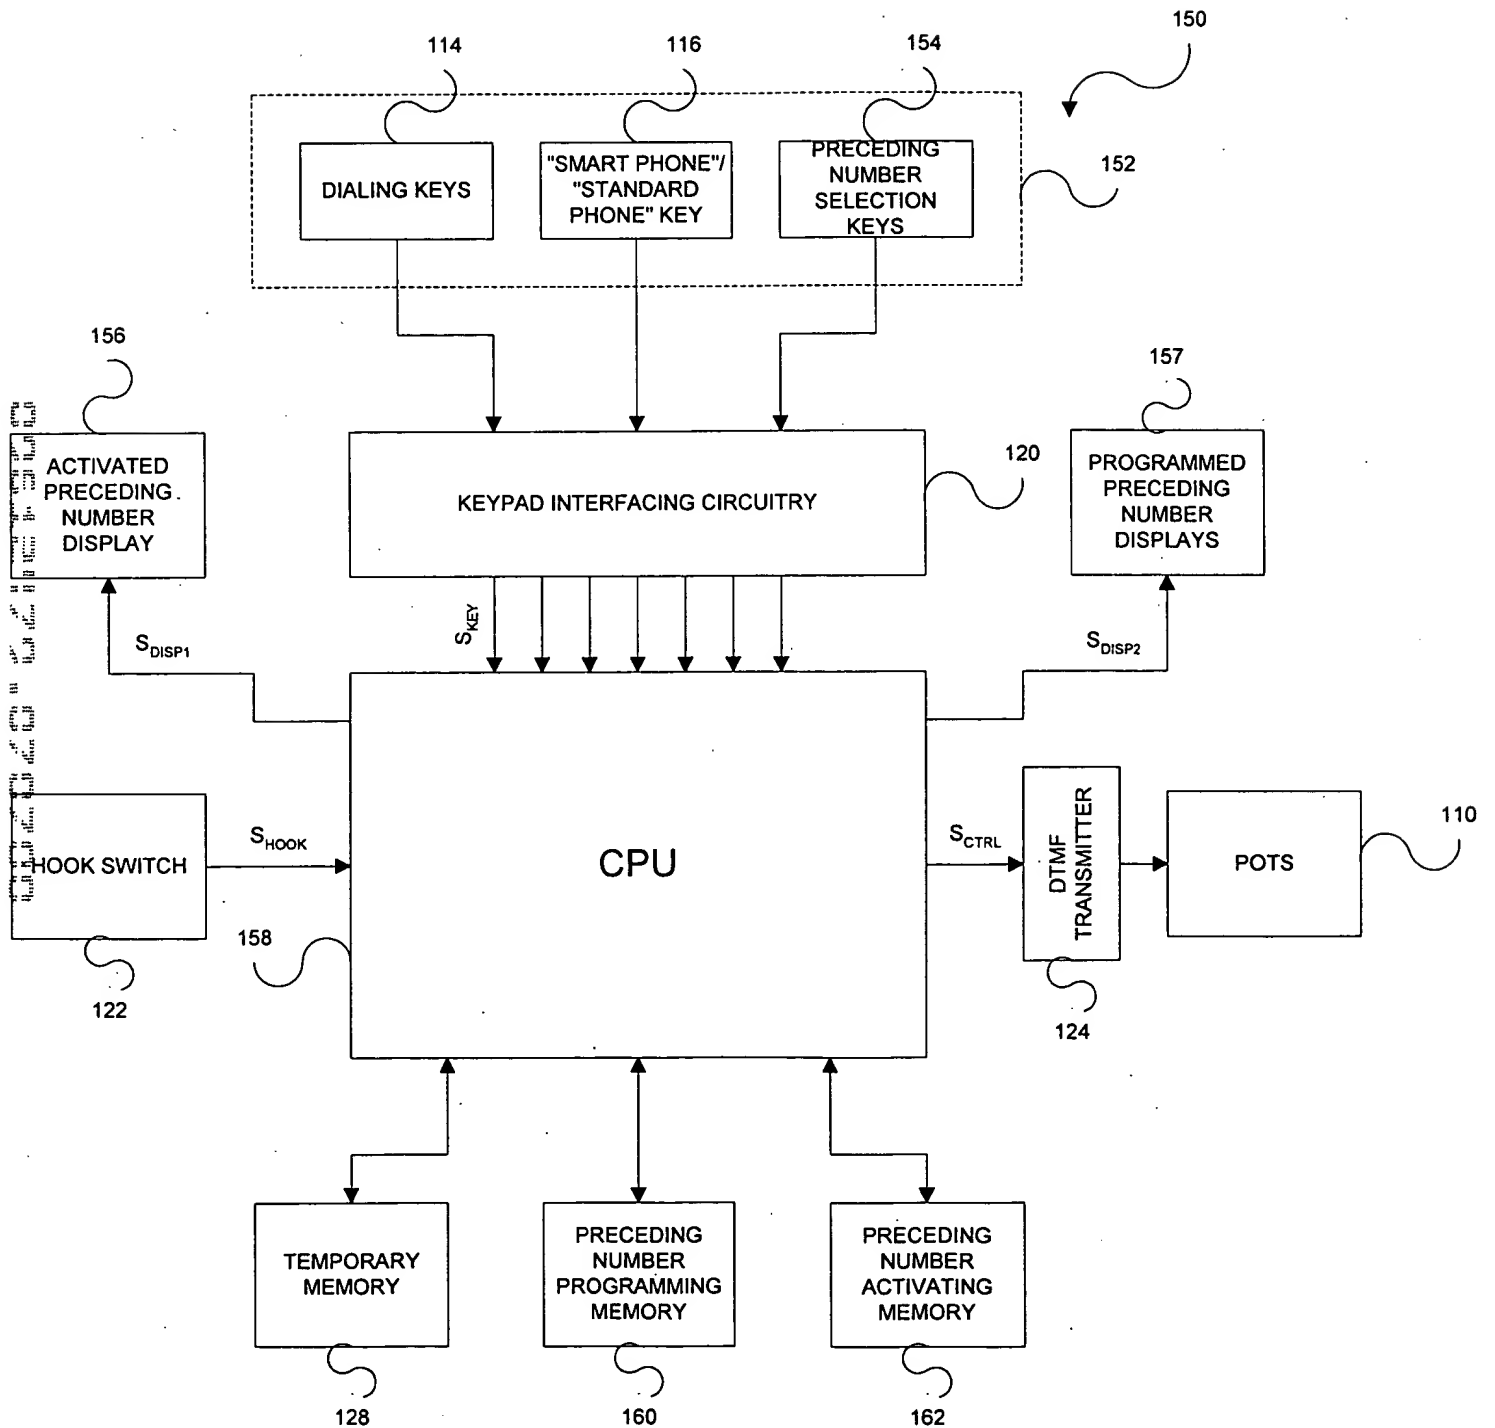 150
114
116
154
152
DIALING KEYS
"SMART PHONE"/
"STANDARD
PHONE" KEY
PRECEDING
NUMBER
SELECTION
KEYS
156
157
ACTIVATED
PRECEDING
NUMBER
DISPLAY
KEYPAD INTERFACING CIRCUITRY
120
PROGRAMMED
PRECEDING
NUMBER
DISPLAYS
SKEY
SDISP1
SDISP2
HOOK SWITCH
SHOOK
CPU
SCTRL
DTMF
TRANSMITTER
POTS
110
158
122
124
TEMPORARY
MEMORY
PRECEDING
NUMBER
PROGRAMMING
MEMORY
PRECEDING
NUMBER
ACTIVATING
MEMORY
128
160
162